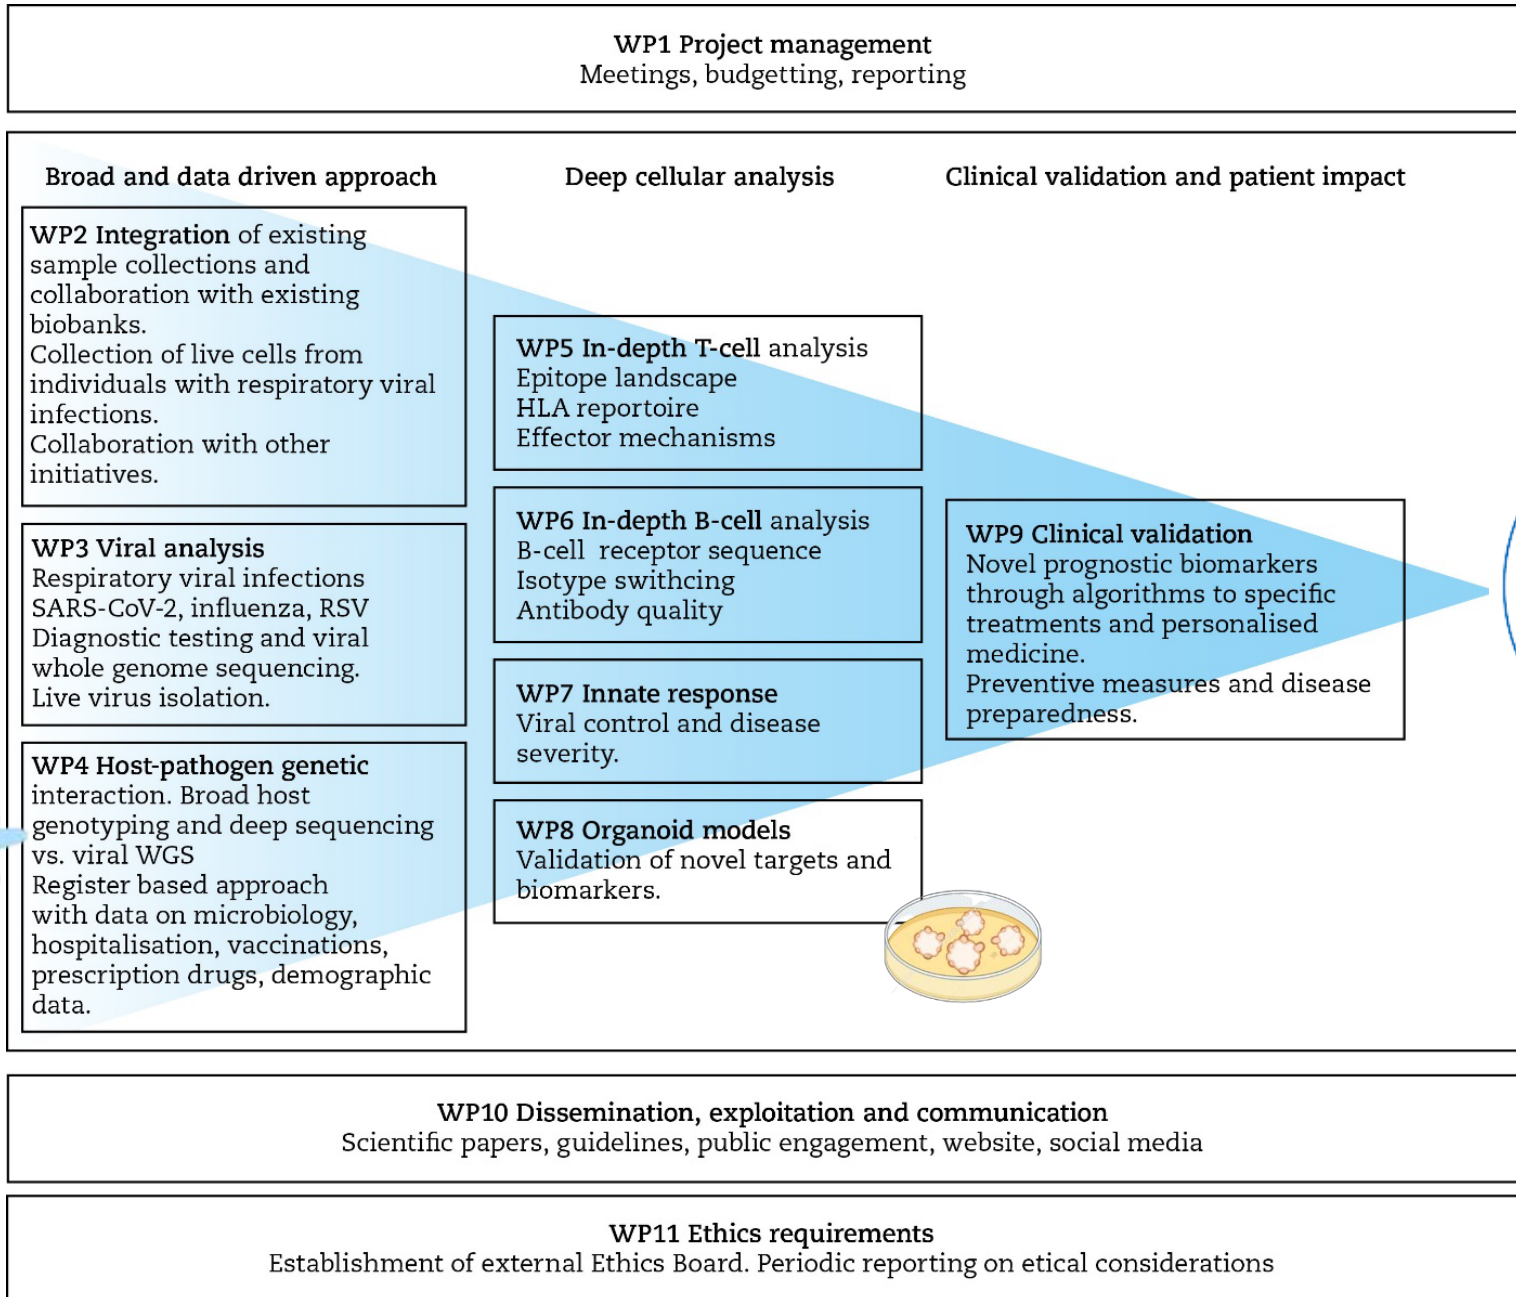 WP1 Project management
Meetings, budgetting, reporting
Broad and data driven approach
WP2 Integration of existing
sample collections and
collaboration with existing
biobanks.
Collection of live cells from
individuals with respiratory viral
infections.
Collaboration with other
initiatives.
WP3 Viral analysis
Respiratory viral infections
SARS-CoV-2, influenza, RSV
Diagnostic testing and viral
whole genome sequencing.
Live virus isolation.
WP4 Host-pathogen genetic
interaction. Broad host
genotyping and deep sequencing
vs. viral WGS
Register based approach
with data on microbiology,
hospitalisation, vaccinations,
prescription drugs, demographic
data.
Deep cellular analysis
WP5 In-depth T-cell analysis
Epitope landscape
HLA reportoire
Effector mechanisms
WP6 In-depth B-cell analysis
B-cell receptor sequence
Isotype swithcing
Antibody quality
WP7 Innate response
Viral control and disease
severity.
WP8 Organoid models
Validation of novel targets and
biomarkers.
Clinical validation and patient impact
WP9 Clinical validation
Novel prognostic biomarkers
through algorithms to specific
treatments and personalised
medicine.
Preventive measures and disease
preparedness.
WP10 Dissemination, exploitation and communication
Scientific papers, guidelines, public engagement, website, social media
WP11 Ethics requirements
Establishment of external Ethics Board. Periodic reporting on etical considerations